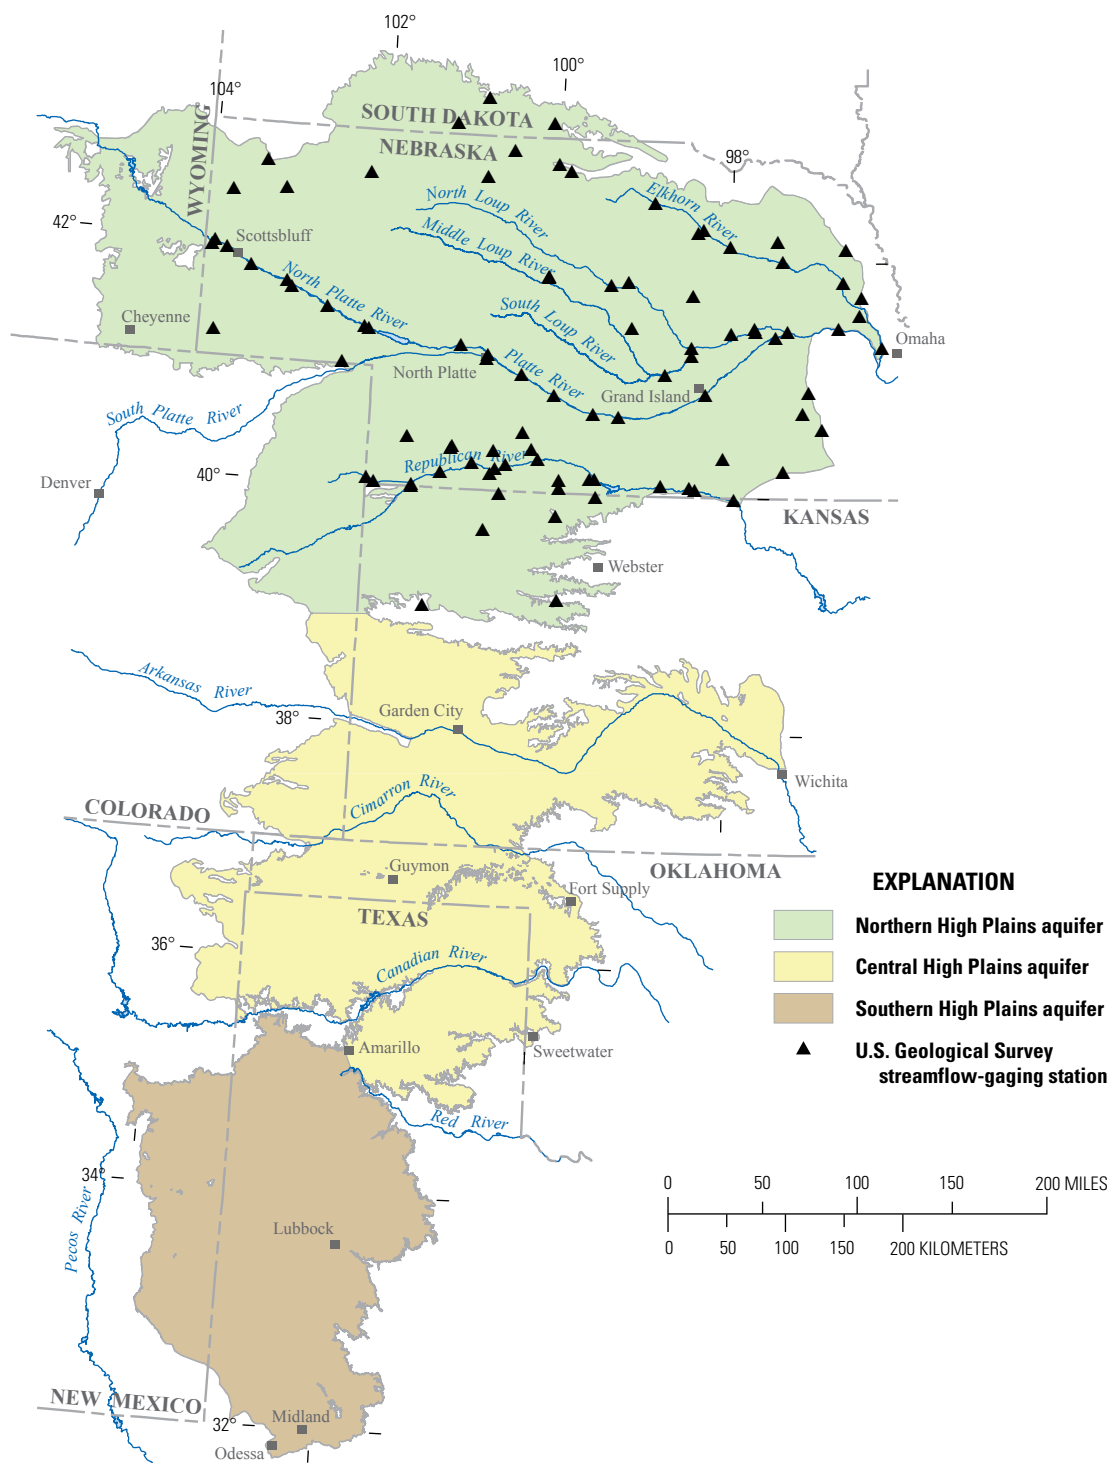 102°
100°
104°
SOUTH DAKOTA
NEBRASKA
98°
WYOMING
North Loup River
Elkhorn River
42°
Middle Loup River
Scottsbluff
North Platte River
South Loup River
Cheyenne
Omaha
North Platte
Platte River
Grand Island
South Platte River
Republican River
40°
Denver
KANSAS
Webster
Arkansas River
38°
Garden City
Wichita
Cimarron River
COLORADO
OKLAHOMA
Guymon
Fort Supply
TEXAS
36°
Canadian River
Amarillo
Sweetwater
Red River
34°
Pecos River
Lubbock
NEW MEXICO
32°
Midland
Odessa
EXPLANATION
Northern High Plains aquifer
Central High Plains aquifer
Southern High Plains aquifer
U.S. Geological Survey
streamflow-gaging station
0 50 100 150 200 MILES
0 50 100 150 200 KILOMETERS